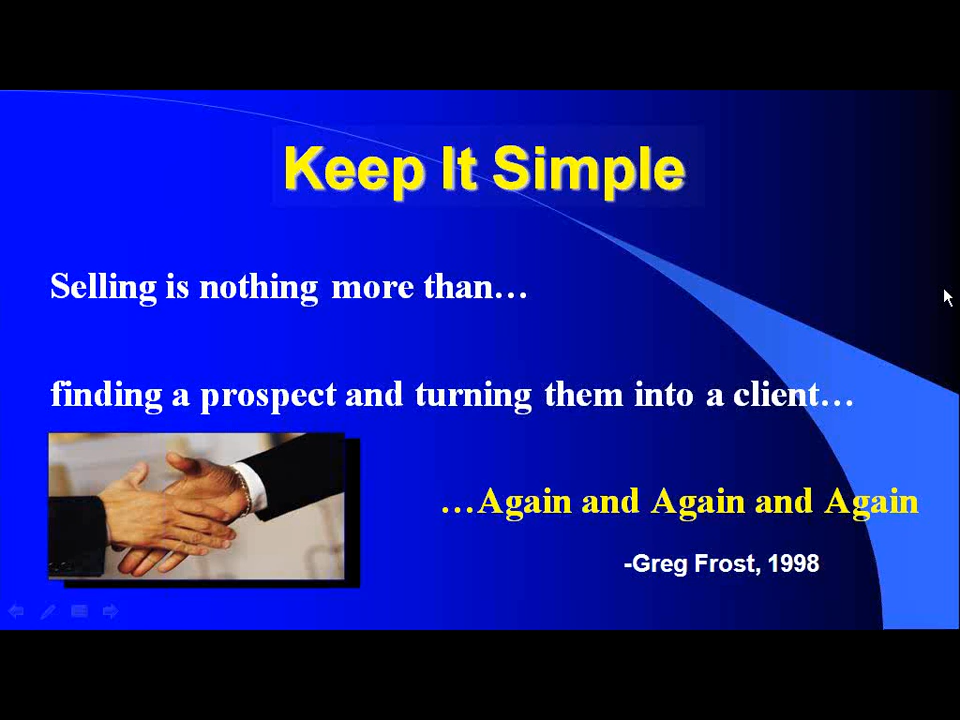 Keep It Simple
Selling is nothing more than…
finding a prospect and turning them into a client…
…Again and Again and Again
-Greg Frost, 1998